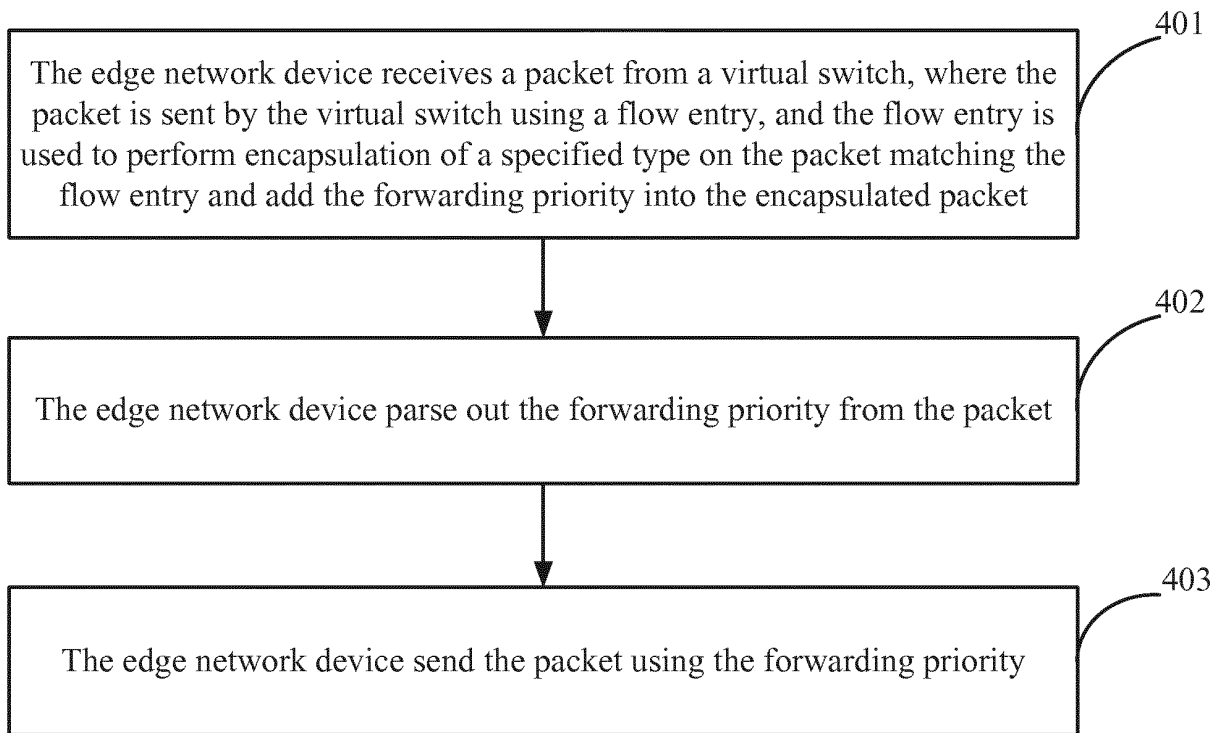 401
The edge network device receives a packet from a virtual switch, where the
packet is sent by the virtual switch using a flow entry, and the flow entry is
used to perform encapsulation of a specified type on the packet matching the
flow entry and add the forwarding priority into the encapsulated packet
402
The edge network device parse out the forwarding priority from the packet
403
The edge network device send the packet using the forwarding priority